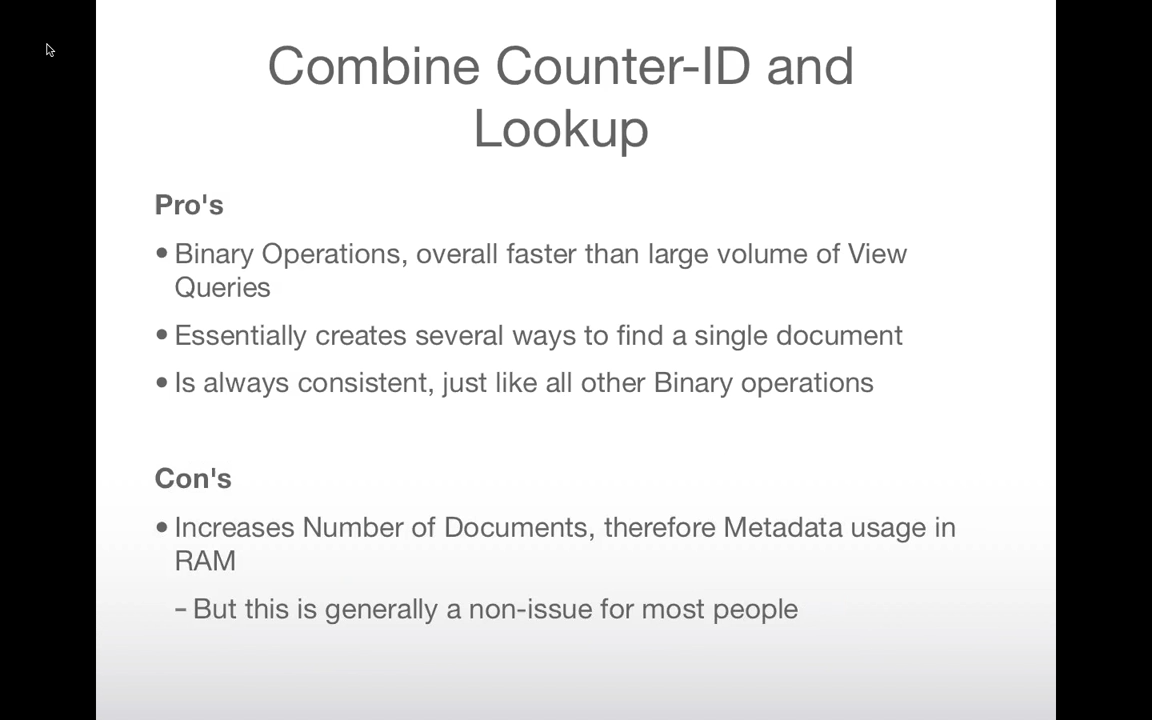 Combine Counter-ID and
Lookup
Pro's
• Binary Operations, overall faster than large volume of View
Queries
• Essentially creates several ways to find a single document
• Is always consistent, just like all other Binary operations
Con's
• Increases Number of Documents, therefore Metadata usage in
RAM
– But this is generally a non-issue for most people